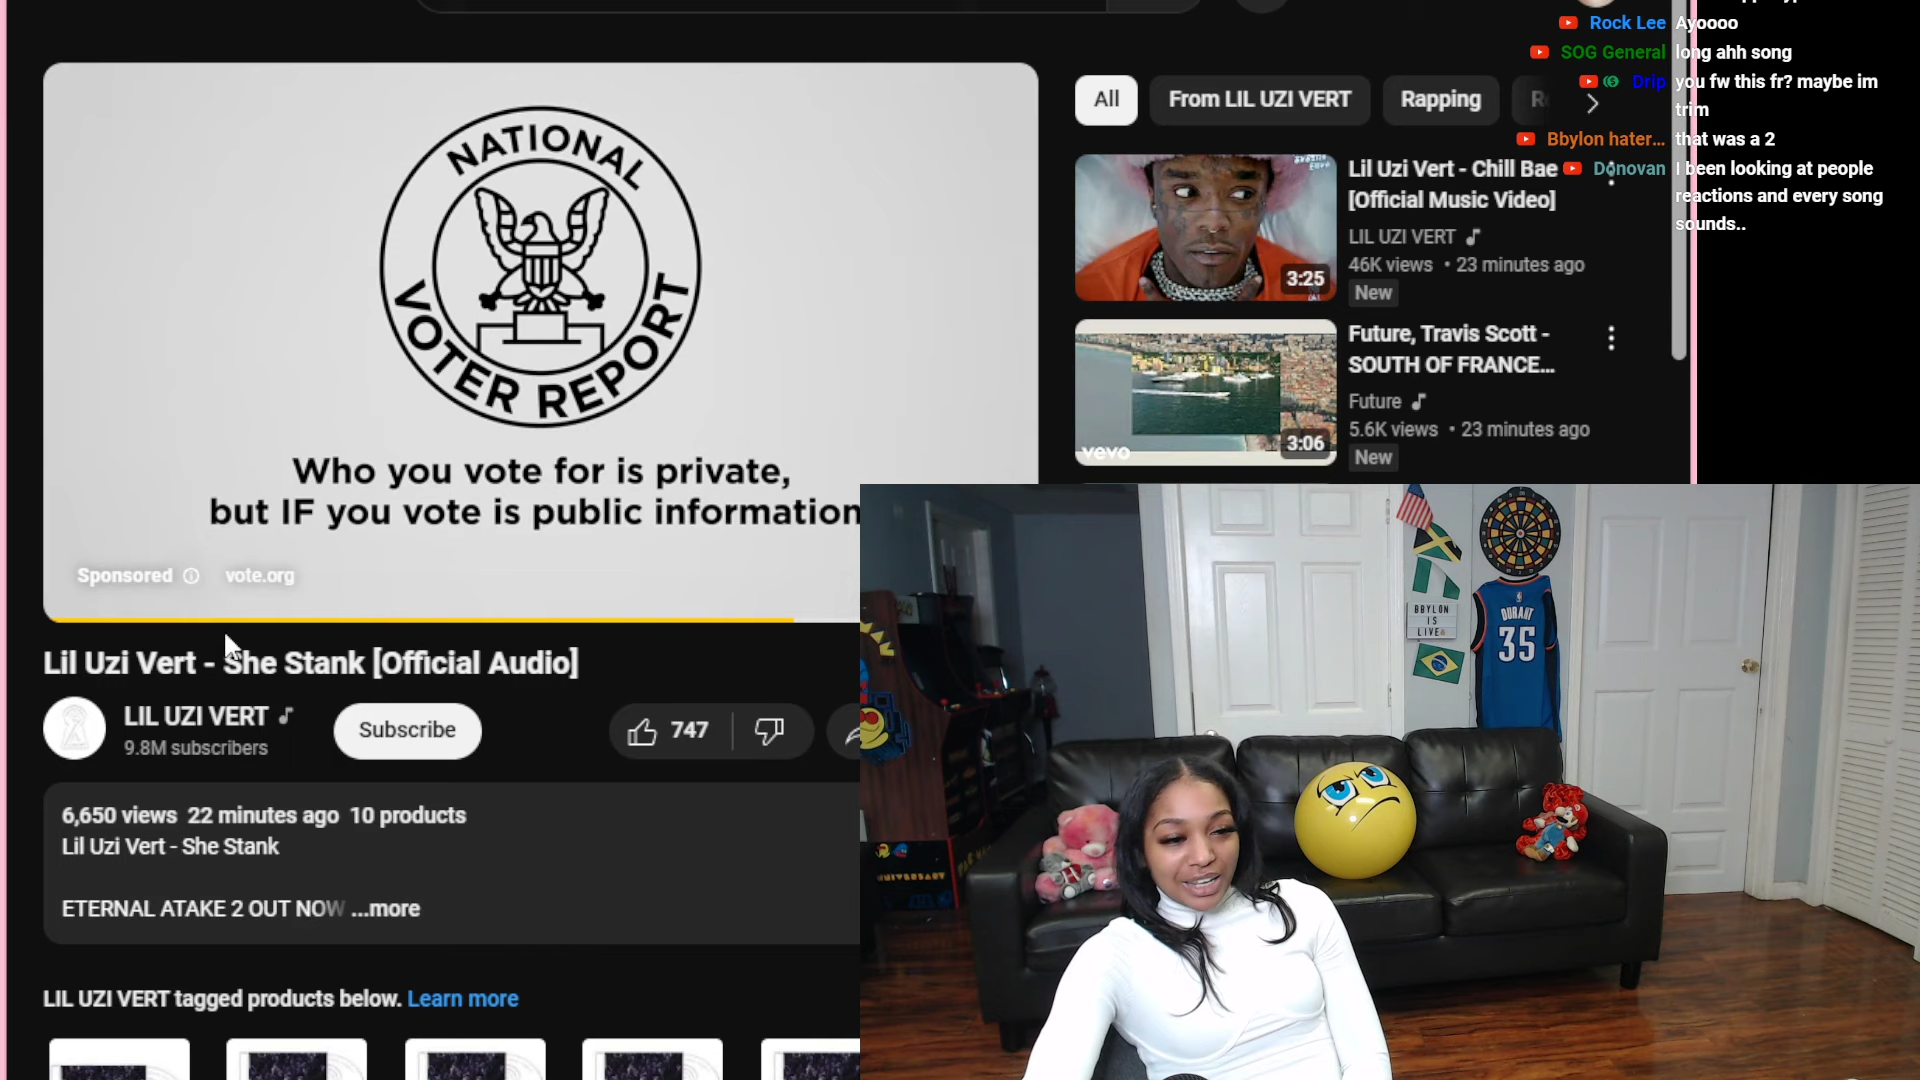 NATIONAL
VOTER REPORT
Who you vote for is private,
but IF you vote is public information
Sponsored
vote.org
Lil Uzi Vert - She Stank [Official Audio]
LIL UZI VERT
9.8M subscribers
Subscribe
747
6,650 views 22 minutes ago 10 products
Lil Uzi Vert - She Stank
ETERNAL ATAKE 2 OUT NOW ...more
LIL UZI VERT tagged products below. Learn more
All
From LIL UZI VERT
Rapping
Lil Uzi Vert - Chill Bae
[Official Music Video]
LIL UZI VERT
46K views • 23 minutes ago
New
3:25
Future, Travis Scott -
SOUTH OF FRANCE...
Future
5.6K views • 23 minutes ago
New
vevo
3:06
Rock Lee Ayoooo
SOG General long ahh song
Drip you fw this fr? maybe im
trim
Bbylon hater... that was a 2
Donovan I been looking at people
reactions and every song
sounds..
BBYLON
IS
LIVE
DURANT
35